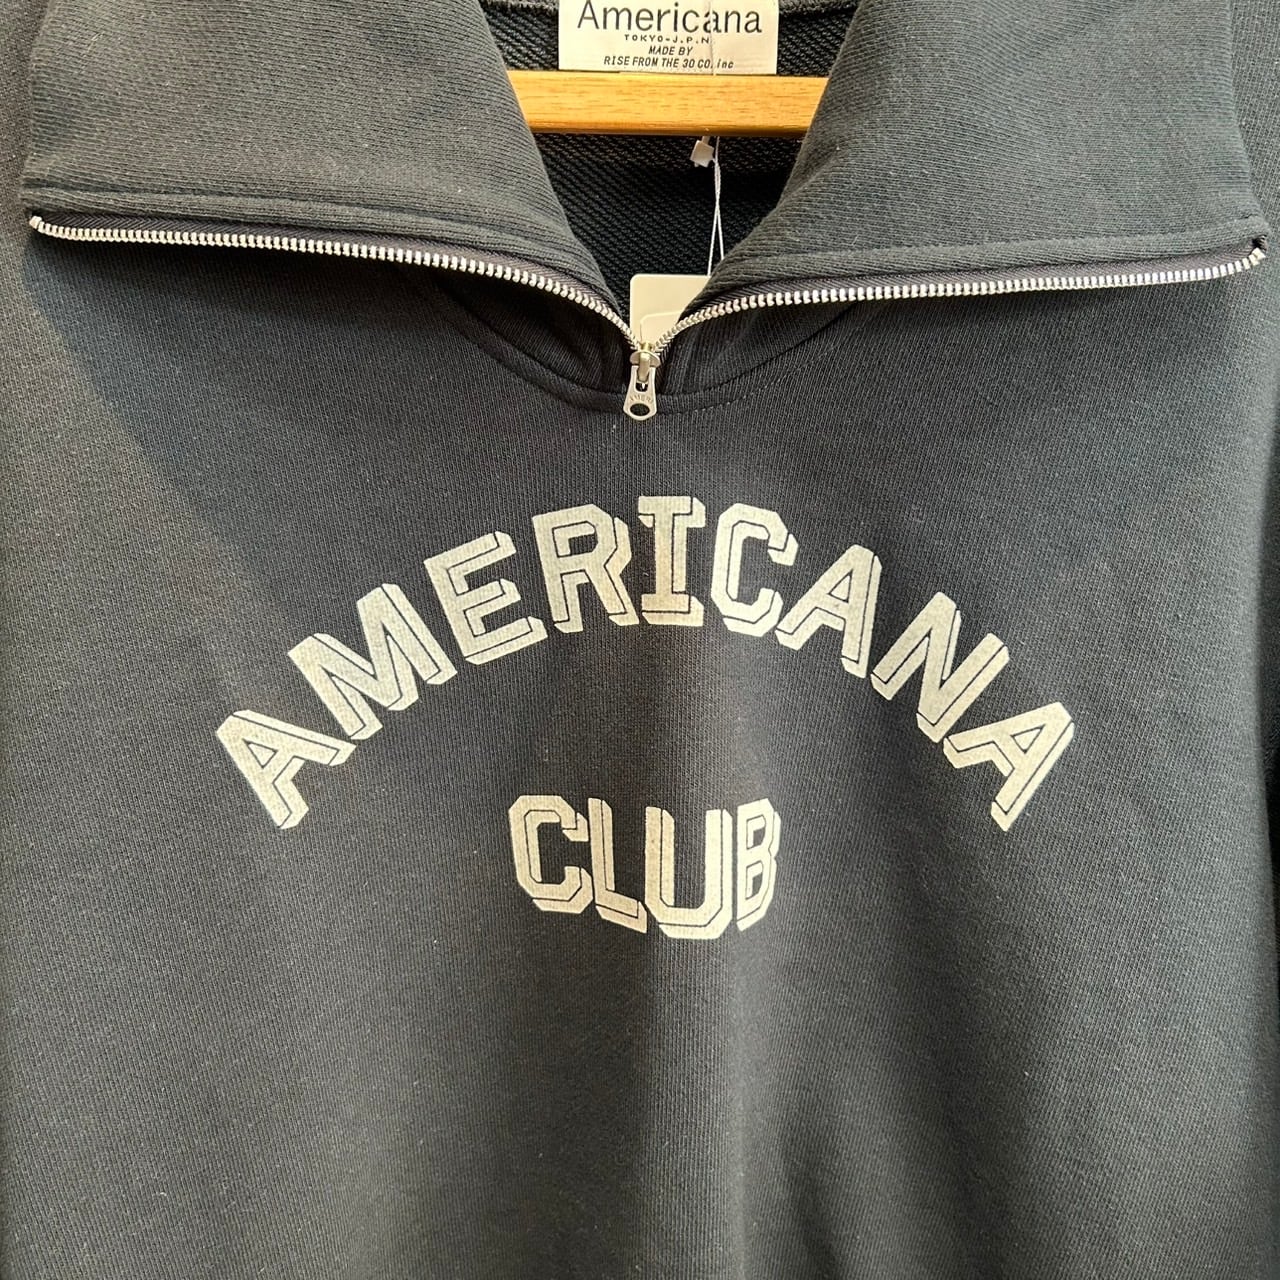 Americana
TOKYO-J.P.N.
MADE BY
RISE FROM THE 30 CO. inc
AMERICANA
CLUB